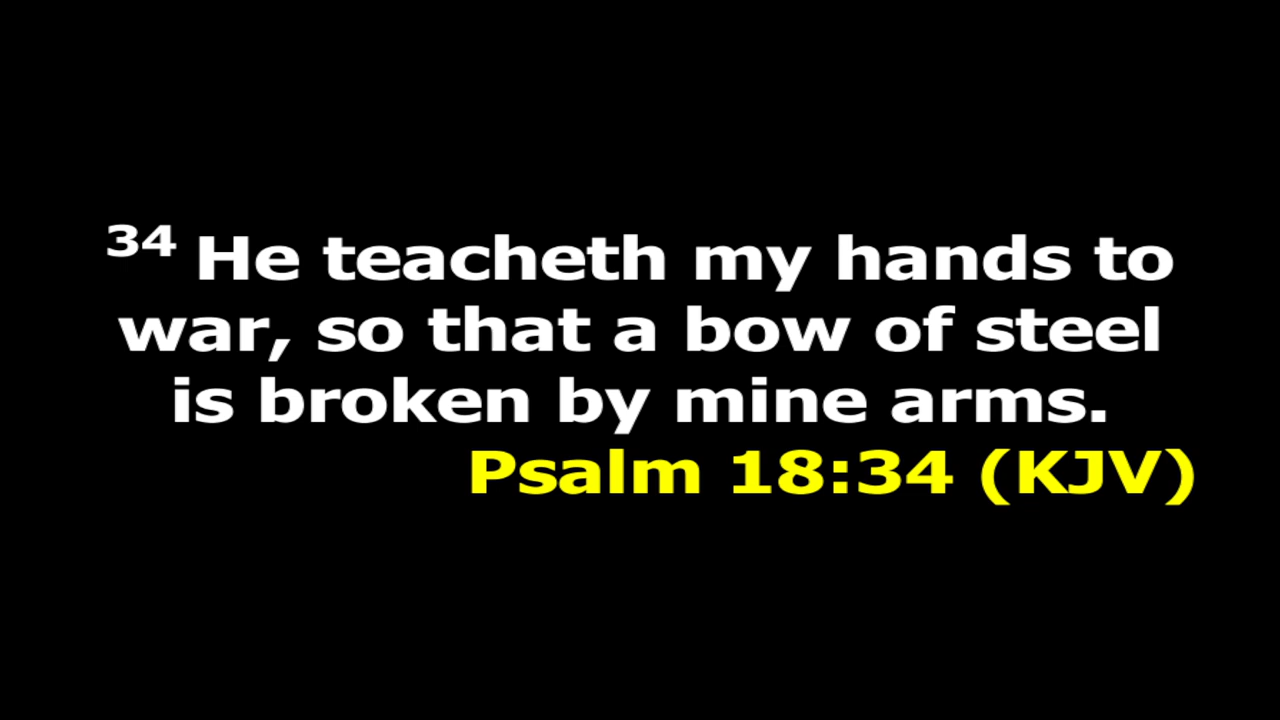 34 He teacheth my hands to
war, so that a bow of steel
is broken by mine arms.
Psalm 18:34 (KJV)